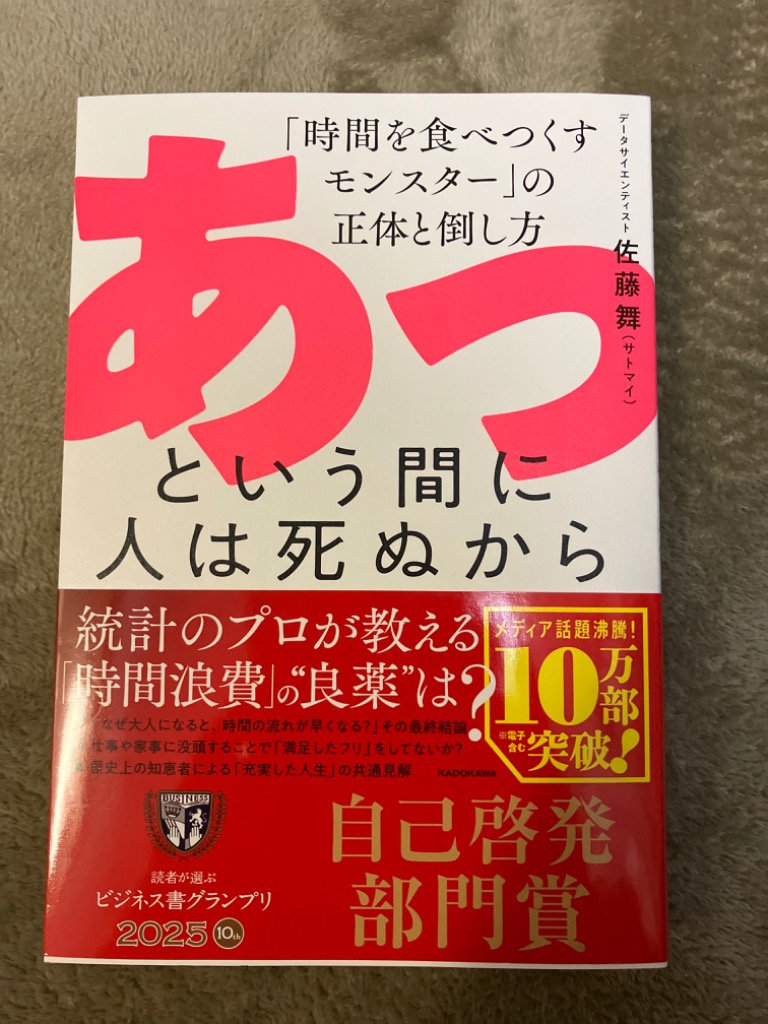 「時間を食べつくす
モンスター」の
正体と倒し方
データサイエンティスト 佐藤舞(サトマイ)
あっ
という間に
人は死ぬから
統計のプロが教える
「時間浪費」の“良薬”は?
メディア話題沸騰!
10万部
※電子含む
突破!
なぜ大人になると、時間の流れが早くなる?」その最終結論
仕事や家事に没頭することで「満足したフリ」をしてないか?
史上の知恵者による「充実した人生」の共通見解
KADOKAWA
BUSINESS
読者が選ぶ
ビジネス書グランプリ
2025 10th
自己啓発
部門賞